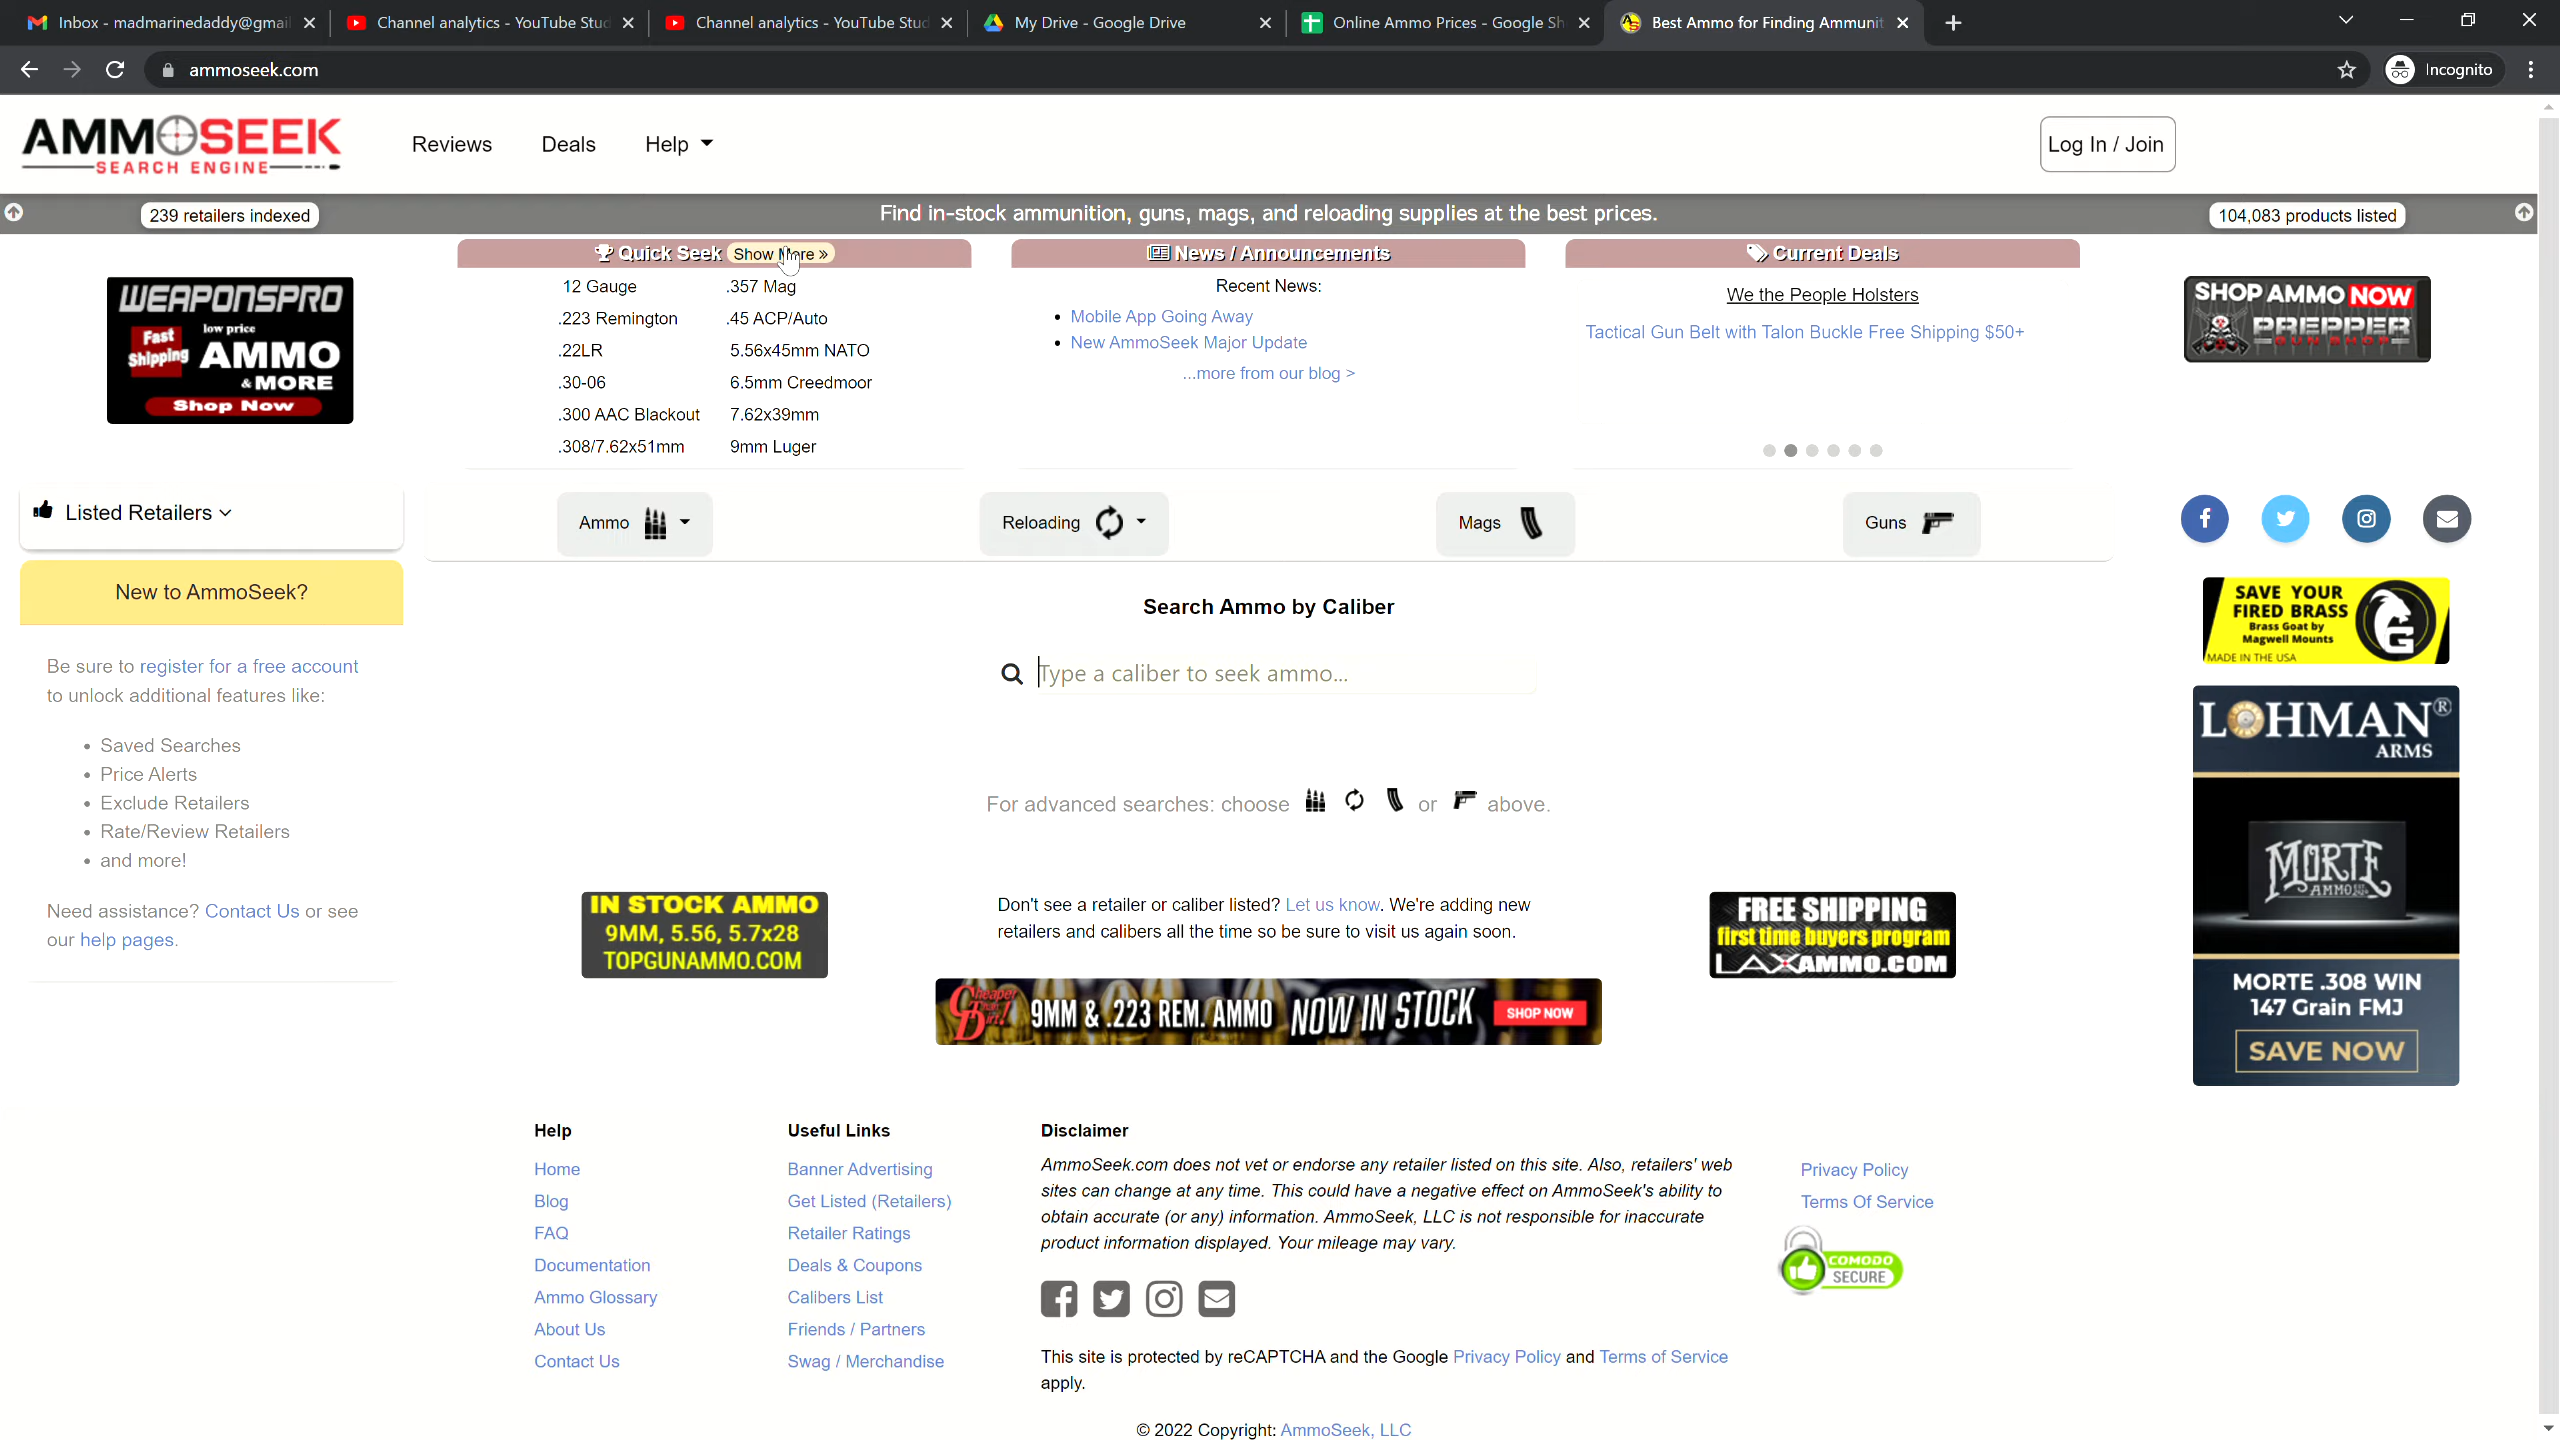 Inbox - madmarinedaddy@gmail
Channel analytics - YouTube Stud
Channel analytics - YouTube Stud
My Drive - Google Drive
Online Ammo Prices - Google Sh
Best Ammo for Finding Ammunit
ammoseek.com
Incognito
AMMOSEEK
SEARCH ENGINE
Reviews
Deals
Help
Log In / Join
239 retailers indexed
Find in-stock ammunition, guns, mags, and reloading supplies at the best prices.
104,083 products listed
Quick Seek
Show More »
12 Gauge
.357 Mag
.223 Remington
.45 ACP/Auto
.22LR
5.56x45mm NATO
.30-06
6.5mm Creedmoor
.300 AAC Blackout
7.62x39mm
.308/7.62x51mm
9mm Luger
News / Announcements
Recent News:
• Mobile App Going Away
• New AmmoSeek Major Update
...more from our blog >
Current Deals
We the People Holsters
Tactical Gun Belt with Talon Buckle Free Shipping $50+
WEAPONSPRO
Fast Shipping
low price
AMMO
& MORE
Shop Now
SHOP AMMO NOW
PREPPER
GUN SHOP
Listed Retailers
Ammo
Reloading
Mags
Guns
New to AmmoSeek?
Be sure to register for a free account
to unlock additional features like:
• Saved Searches
• Price Alerts
• Exclude Retailers
• Rate/Review Retailers
• and more!
Need assistance? Contact Us or see
our help pages.
Search Ammo by Caliber
Type a caliber to seek ammo...
For advanced searches: choose or above.
SAVE YOUR
FIRED BRASS
Brass Goat by
Magwell Mounts
MADE IN THE USA
G
LOHMAN®
ARMS
MORTE
AMMO
MORTE .308 WIN
147 Grain FMJ
SAVE NOW
IN STOCK AMMO
9MM, 5.56, 5.7x28
TOPGUNAMMO.COM
Don't see a retailer or caliber listed? Let us know. We're adding new
retailers and calibers all the time so be sure to visit us again soon.
FREE SHIPPING
first time buyers program
LAXAMMO.COM
Cheaper Than Dirt!
9MM & .223 REM. AMMO NOW IN STOCK
SHOP NOW
Help
Home
Blog
FAQ
Documentation
Ammo Glossary
About Us
Contact Us
Useful Links
Banner Advertising
Get Listed (Retailers)
Retailer Ratings
Deals & Coupons
Calibers List
Friends / Partners
Swag / Merchandise
Disclaimer
AmmoSeek.com does not vet or endorse any retailer listed on this site. Also, retailers' web
sites can change at any time. This could have a negative effect on AmmoSeek's ability to
obtain accurate (or any) information. AmmoSeek, LLC is not responsible for inaccurate
product information displayed. Your mileage may vary.
This site is protected by reCAPTCHA and the Google Privacy Policy and Terms of Service
apply.
Privacy Policy
Terms Of Service
COMODO
SECURE
© 2022 Copyright: AmmoSeek, LLC